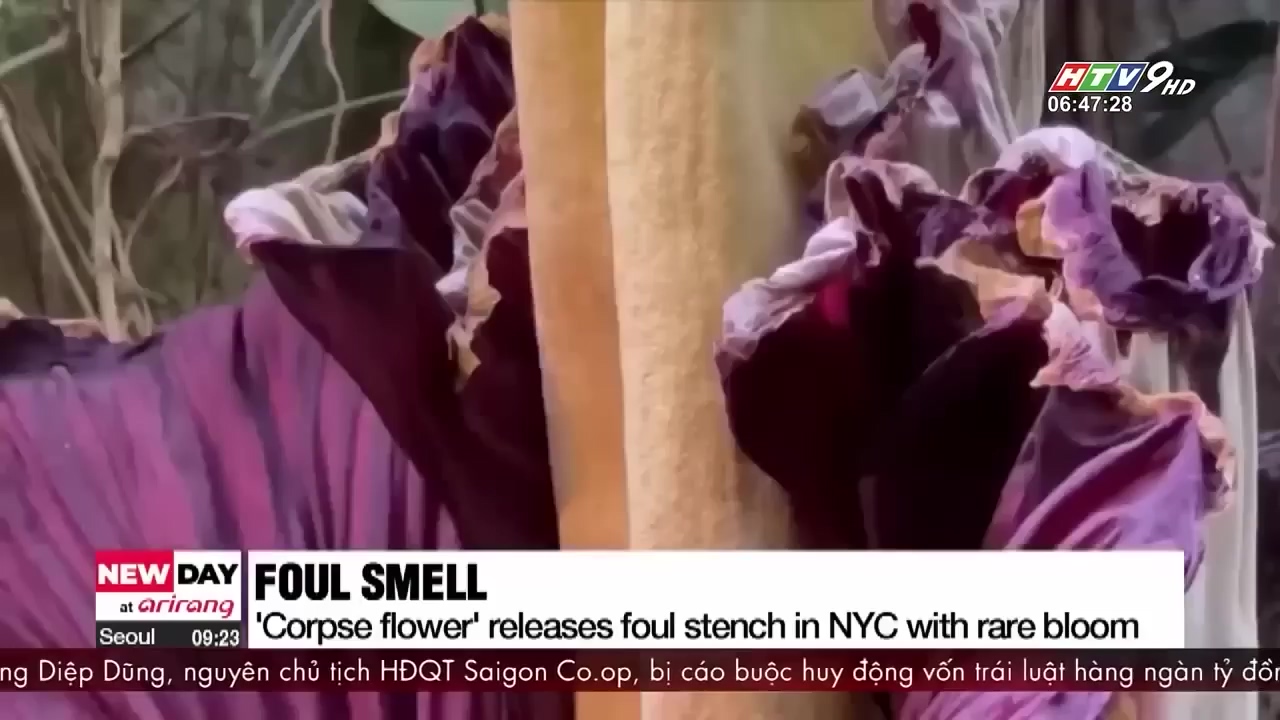 HTV9HD
06:47:28
NEW DAY
at arirang
Seoul 09:23
FOUL SMELL
'Corpse flower' releases foul stench in NYC with rare bloom
ng Diệp Dũng, nguyên chủ tịch HĐQT Saigon Co.op, bị cáo buộc huy động vốn trái luật hàng ngàn tỷ đồn